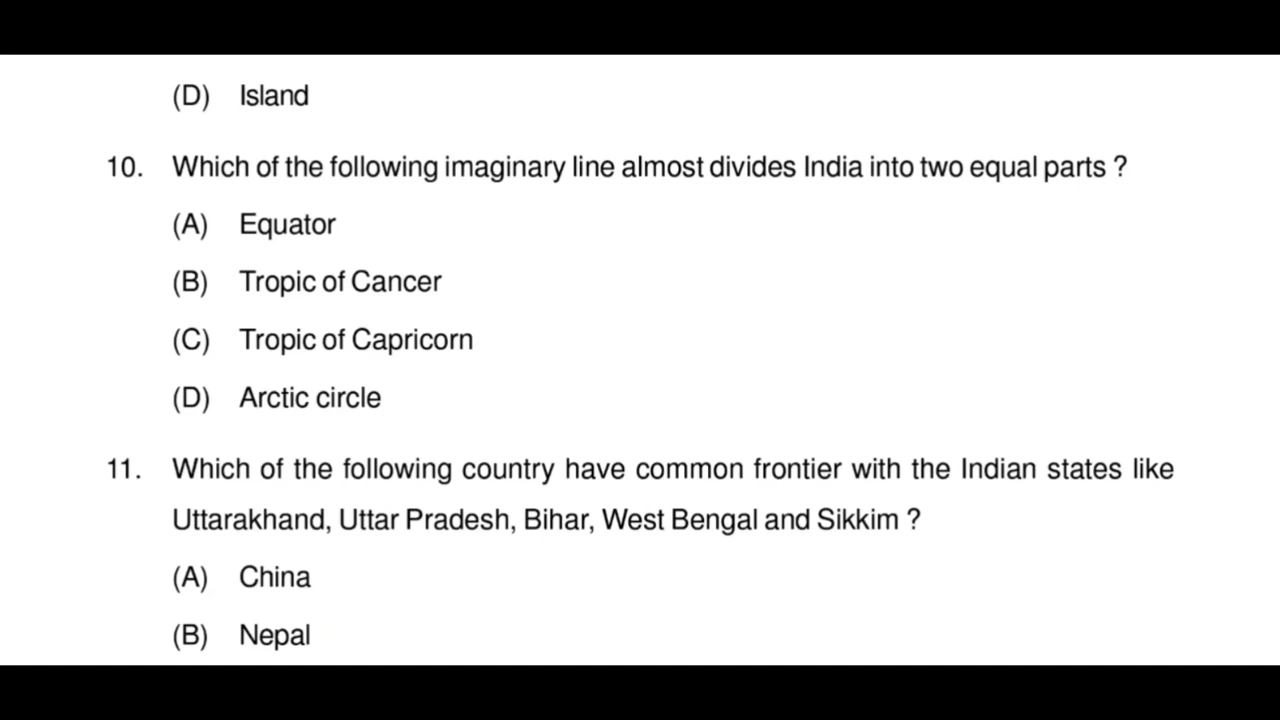 (D) Island
10. Which of the following imaginary line almost divides India into two equal parts ?
(A) Equator
(B) Tropic of Cancer
(C) Tropic of Capricorn
(D) Arctic circle
11. Which of the following country have common frontier with the Indian states like
Uttarakhand, Uttar Pradesh, Bihar, West Bengal and Sikkim ?
(A) China
(B) Nepal